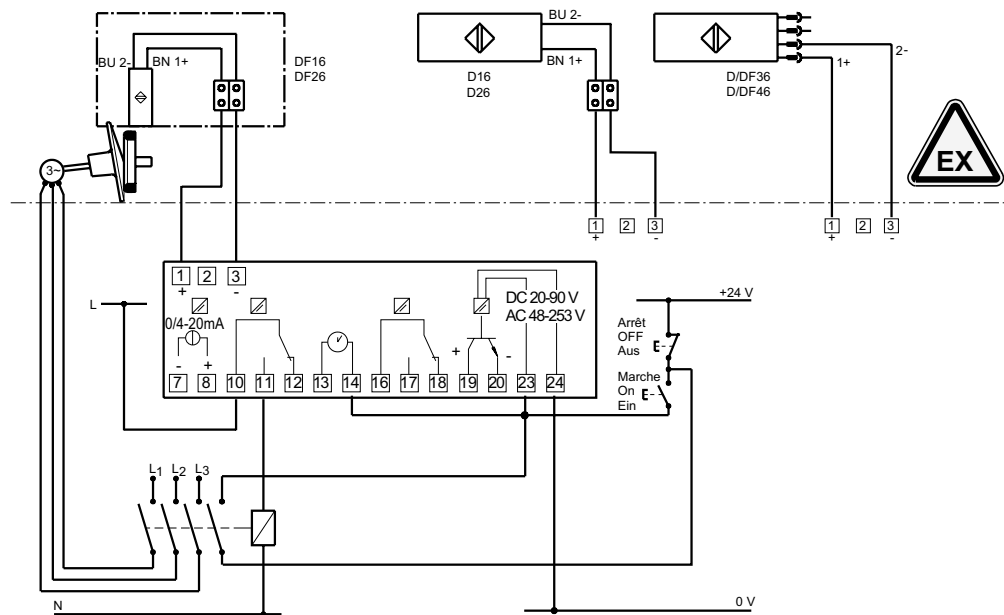 BU 2-
BN 1+
DF16
DF26
BU 2-
BN 1+
D16
D26
1+
2-
D/DF36
D/DF46
EX
3~
1 2 3
+ -
1 2 3
+ -
1 2 3
+ -
L
0/4-20mA
- +
DC 20-90 V
AC 48-253 V
+ -
7 8 10 11 12 13 14 16 17 18 19 20 23 24
+24 V
Arrêt
OFF
Aus
E
Marche
On
Ein
E
L1 L2 L3
N
0 V